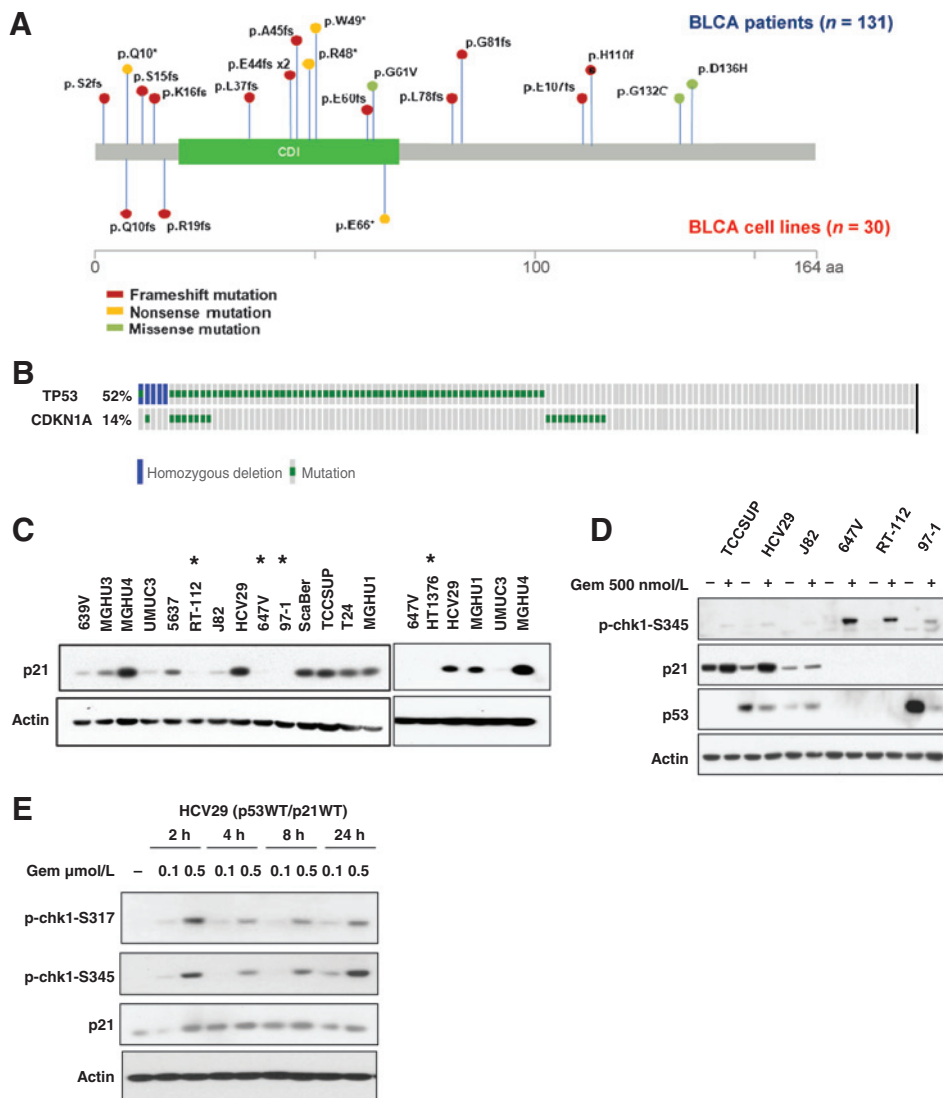 A
BLCA patients (n = 131)
p.W49*
p.A45fs
p.Q10*
p.R48*
p.G81fs
p.H110f
p.E44fs x2
p.S15fs
p.G61V
p.D136H
p.S2fs
p.K16fs
p.L37fs
p.E60fs
p.L78fs
p.E107fs
p.G132C
CDI
p.Q10fs
p.R19fs
p.E66*
BLCA cell lines (n = 30)
0 100 164 aa
Frameshift mutation
Nonsense mutation
Missense mutation
B
TP53 52%
CDKN1A 14%
Homozygous deletion Mutation
C
* * * *
639V MGHU3 MGHU4 UMUC3 5637 RT-112 J82 HCV29 647V 97-1 ScaBer TCCSUP T24 MGHU1
647V HT1376 HCV29 MGHU1 UMUC3 MGHU4
p21
Actin
D
TCCSUP HCV29 J82 647V RT-112 97-1
Gem 500 nmol/L – + – + – + – + – + – +
p-chk1-S345
p21
p53
Actin
E
HCV29 (p53WT/p21WT)
2 h 4 h 8 h 24 h
Gem µmol/L – 0.1 0.5 0.1 0.5 0.1 0.5 0.1 0.5
p-chk1-S317
p-chk1-S345
p21
Actin